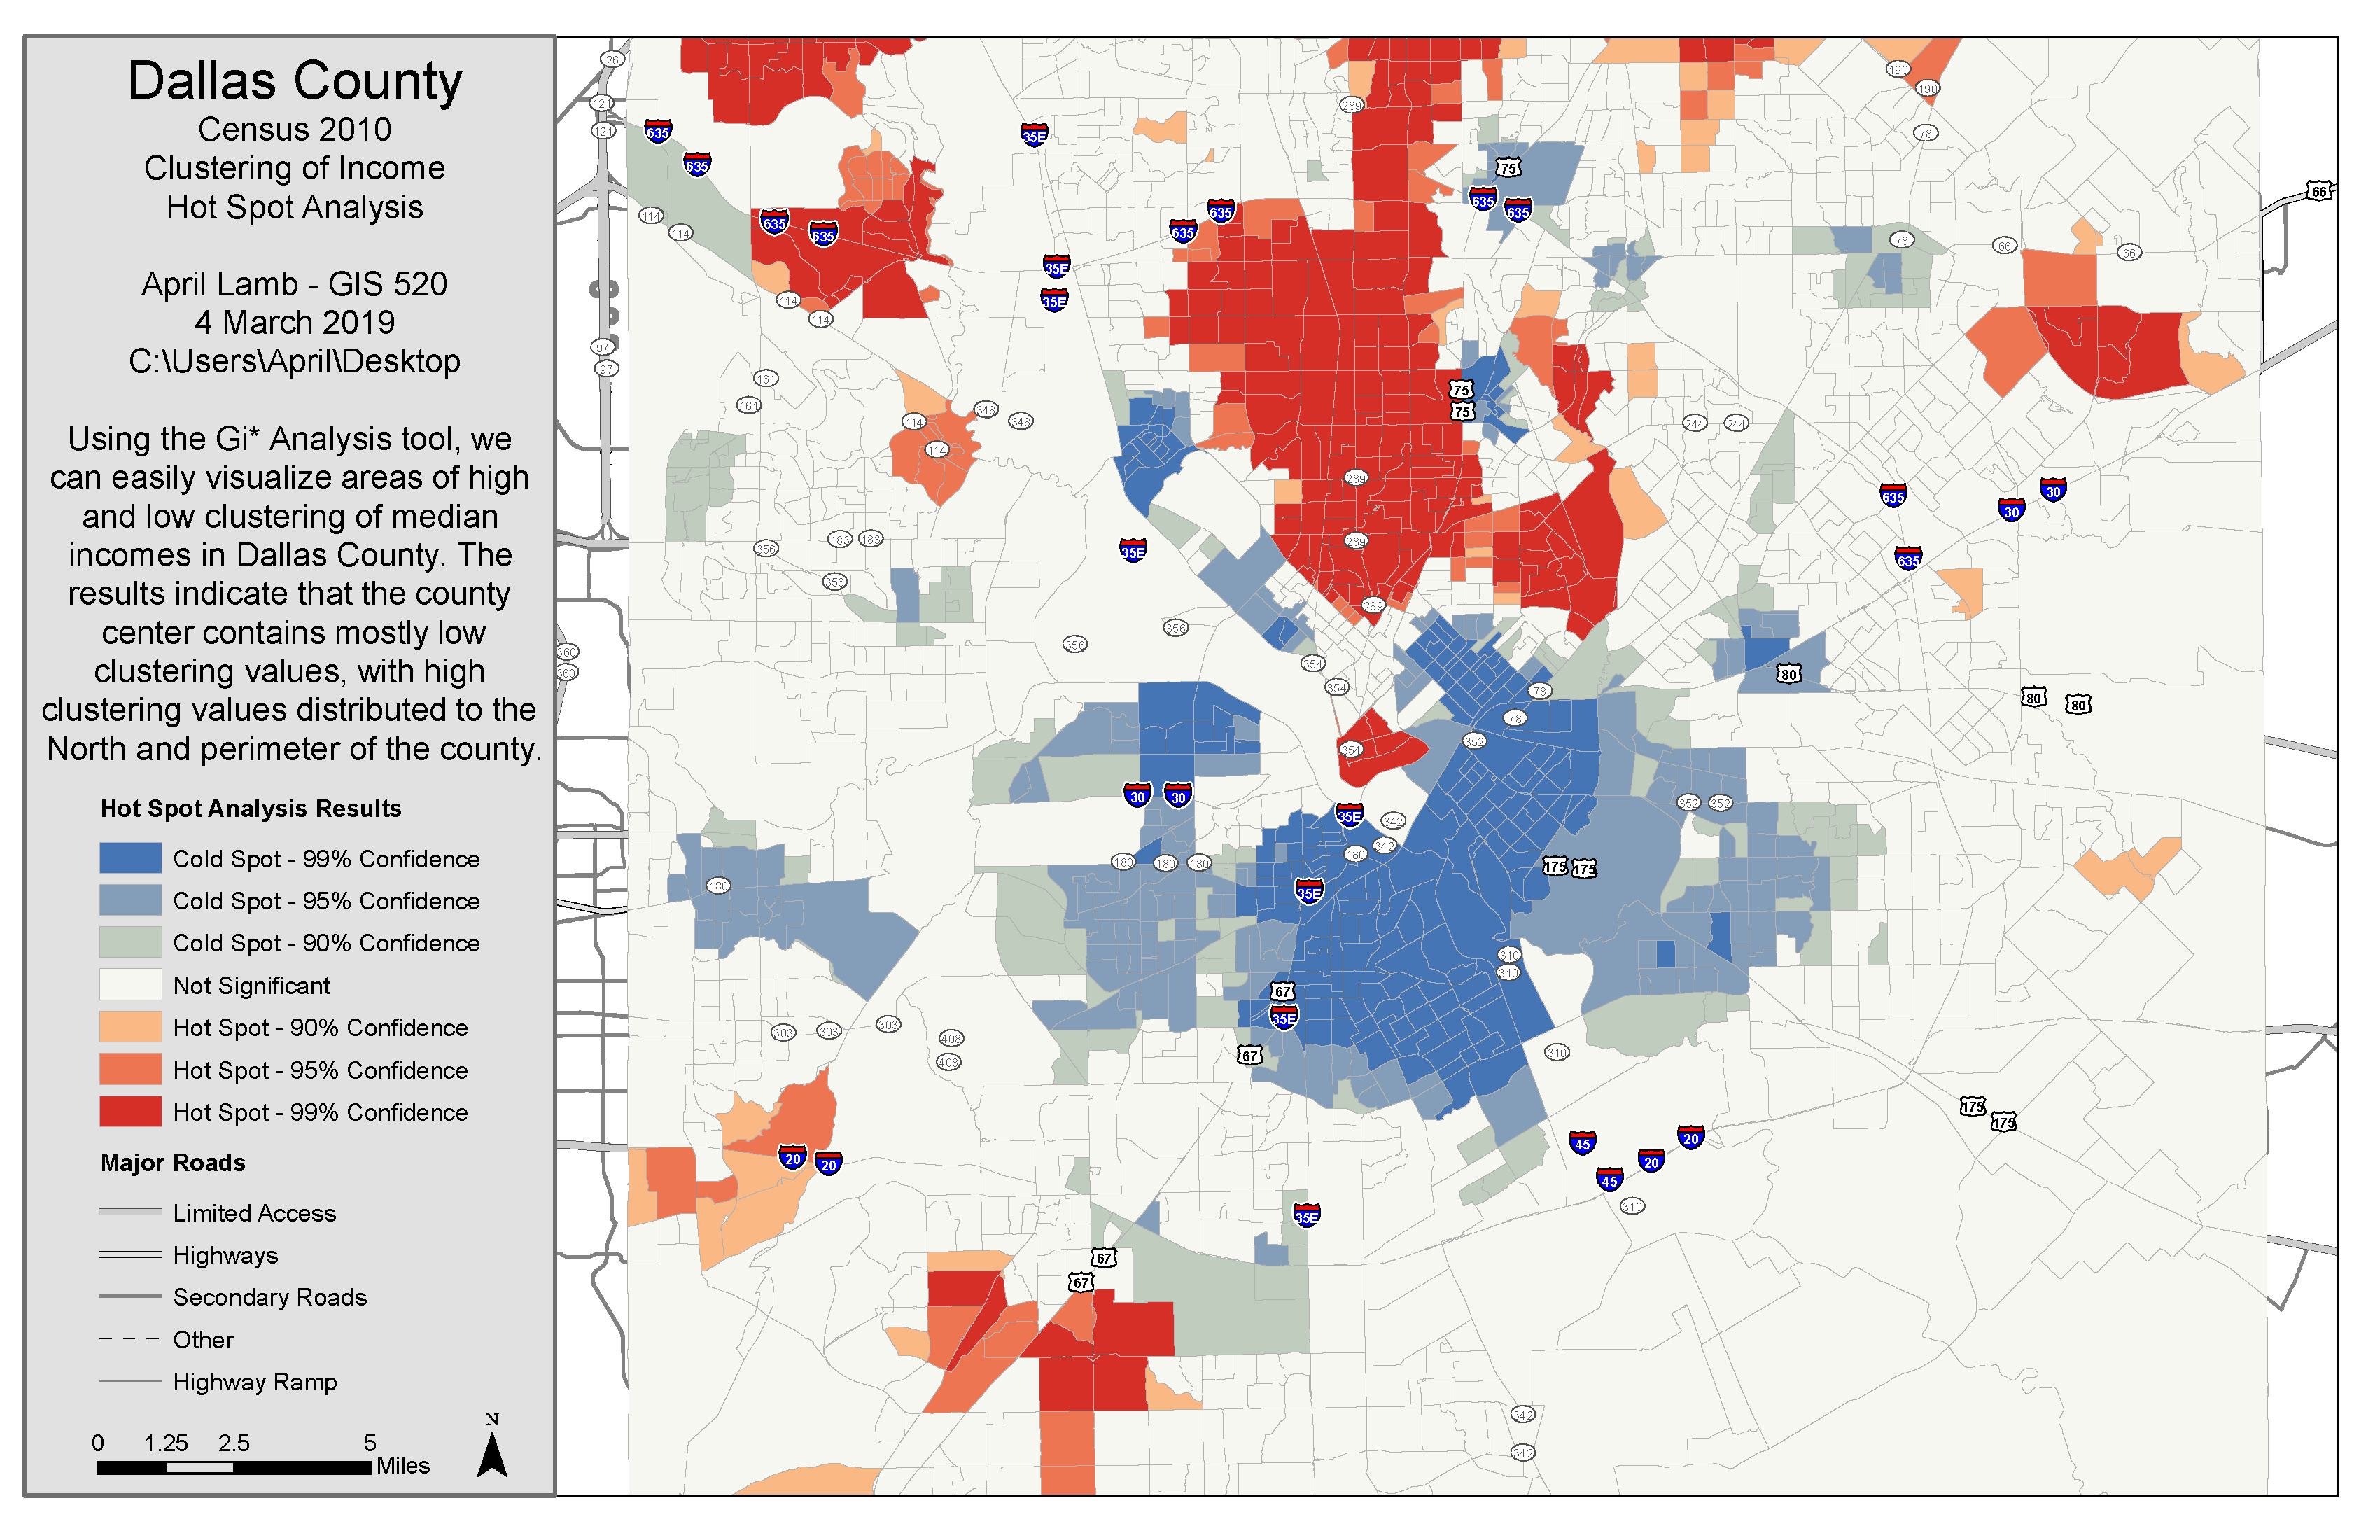 Dallas County
Census 2010
Clustering of Income
Hot Spot Analysis
April Lamb - GIS 520
4 March 2019
C:\Users\April\Desktop
Using the Gi* Analysis tool, we
can easily visualize areas of high
and low clustering of median
incomes in Dallas County. The
results indicate that the county
center contains mostly low
clustering values, with high
clustering values distributed to the
North and perimeter of the county.
Hot Spot Analysis Results
Cold Spot - 99% Confidence
Cold Spot - 95% Confidence
Cold Spot - 90% Confidence
Not Significant
Hot Spot - 90% Confidence
Hot Spot - 95% Confidence
Hot Spot - 99% Confidence
Major Roads
Limited Access
Highways
Secondary Roads
Other
Highway Ramp
0 1.25 2.5 5
Miles
N
26
190
190
121
289
121
635
35E
78
635
75
66
635
635
114
635
635
114
635
635
78
66
66
35E
114
35E
114
97
97
161
75
161
348
75
114
348
244
244
114
289
30
635
30
183
183
289
356
35E
635
356
289
356
356
360
354
360
80
354
78
80
80
78
352
354
30
30
352
352
35E
342
342
180
180
180
180
175
175
180
35E
310
310
67
35E
303
303
303
408
310
67
408
175
175
20
45
20
20
20
45
310
35E
67
67
342
342